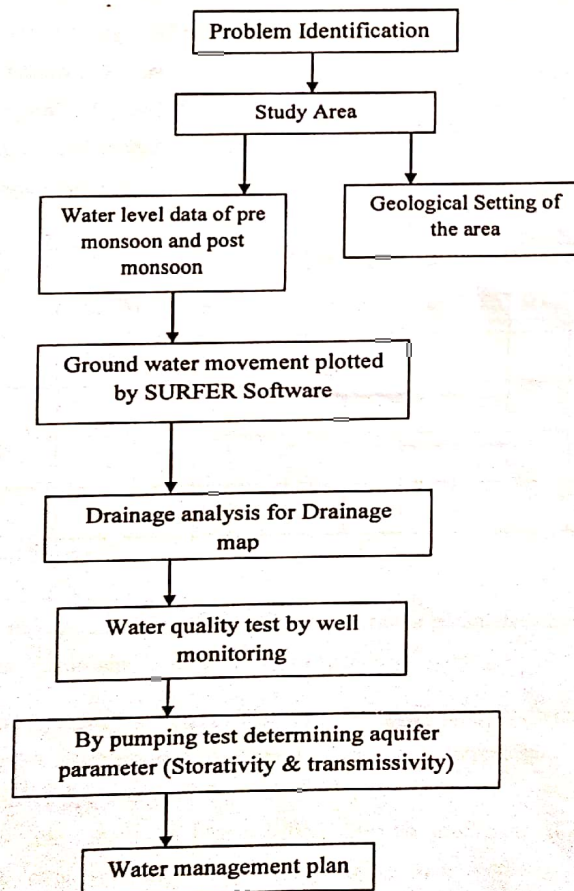 Problem Identification
Study Area
Water level data of pre
monsoon and post
monsoon
Geological Setting of
the area
Ground water movement plotted
by SURFER Software
Drainage analysis for Drainage
map
Water quality test by well
monitoring
By pumping test determining aquifer
parameter (Storativity & transmissivity)
Water management plan